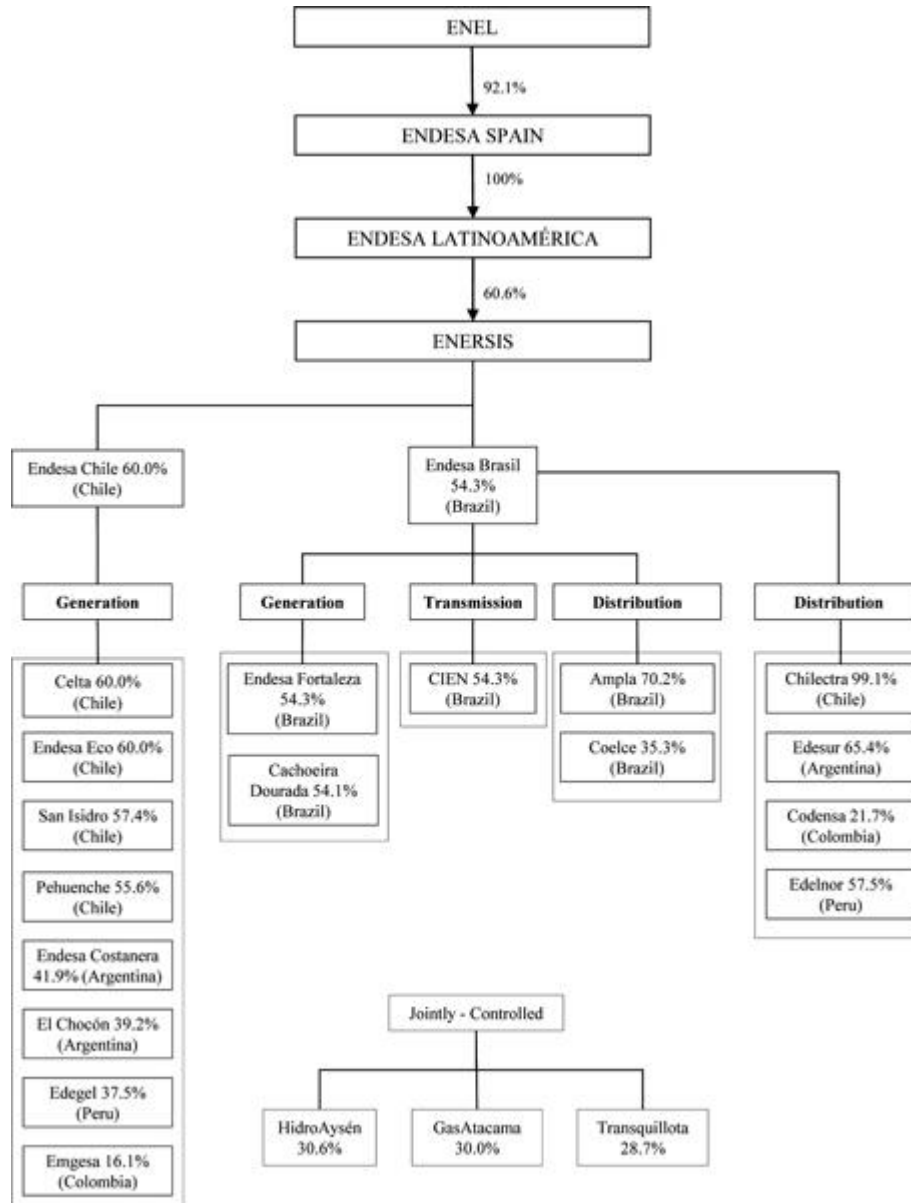 ENEL
92.1%
ENDESA SPAIN
100%
ENDESA LATINOAMÉRICA
60.6%
ENERSIS
Endesa Chile 60.0%
(Chile)
Endesa Brasil
54.3%
(Brazil)
Generation
Generation
Transmission
Distribution
Distribution
Celta 60.0%
(Chile)
Endesa Eco 60.0%
(Chile)
San Isidro 57.4%
(Chile)
Pehuenche 55.6%
(Chile)
Endesa Costanera
41.9% (Argentina)
El Chocón 39.2%
(Argentina)
Edegel 37.5%
(Peru)
Emgesa 16.1%
(Colombia)
Endesa Fortaleza
54.3%
(Brazil)
Cachoeira
Dourada 54.1%
(Brazil)
CIEN 54.3%
(Brazil)
Ampla 70.2%
(Brazil)
Coelce 35.3%
(Brazil)
Chilectra 99.1%
(Chile)
Edesur 65.4%
(Argentina)
Codensa 21.7%
(Colombia)
Edelnor 57.5%
(Peru)
Jointly - Controlled
HidroAysén
30.6%
GasAtacama
30.0%
Transquillota
28.7%